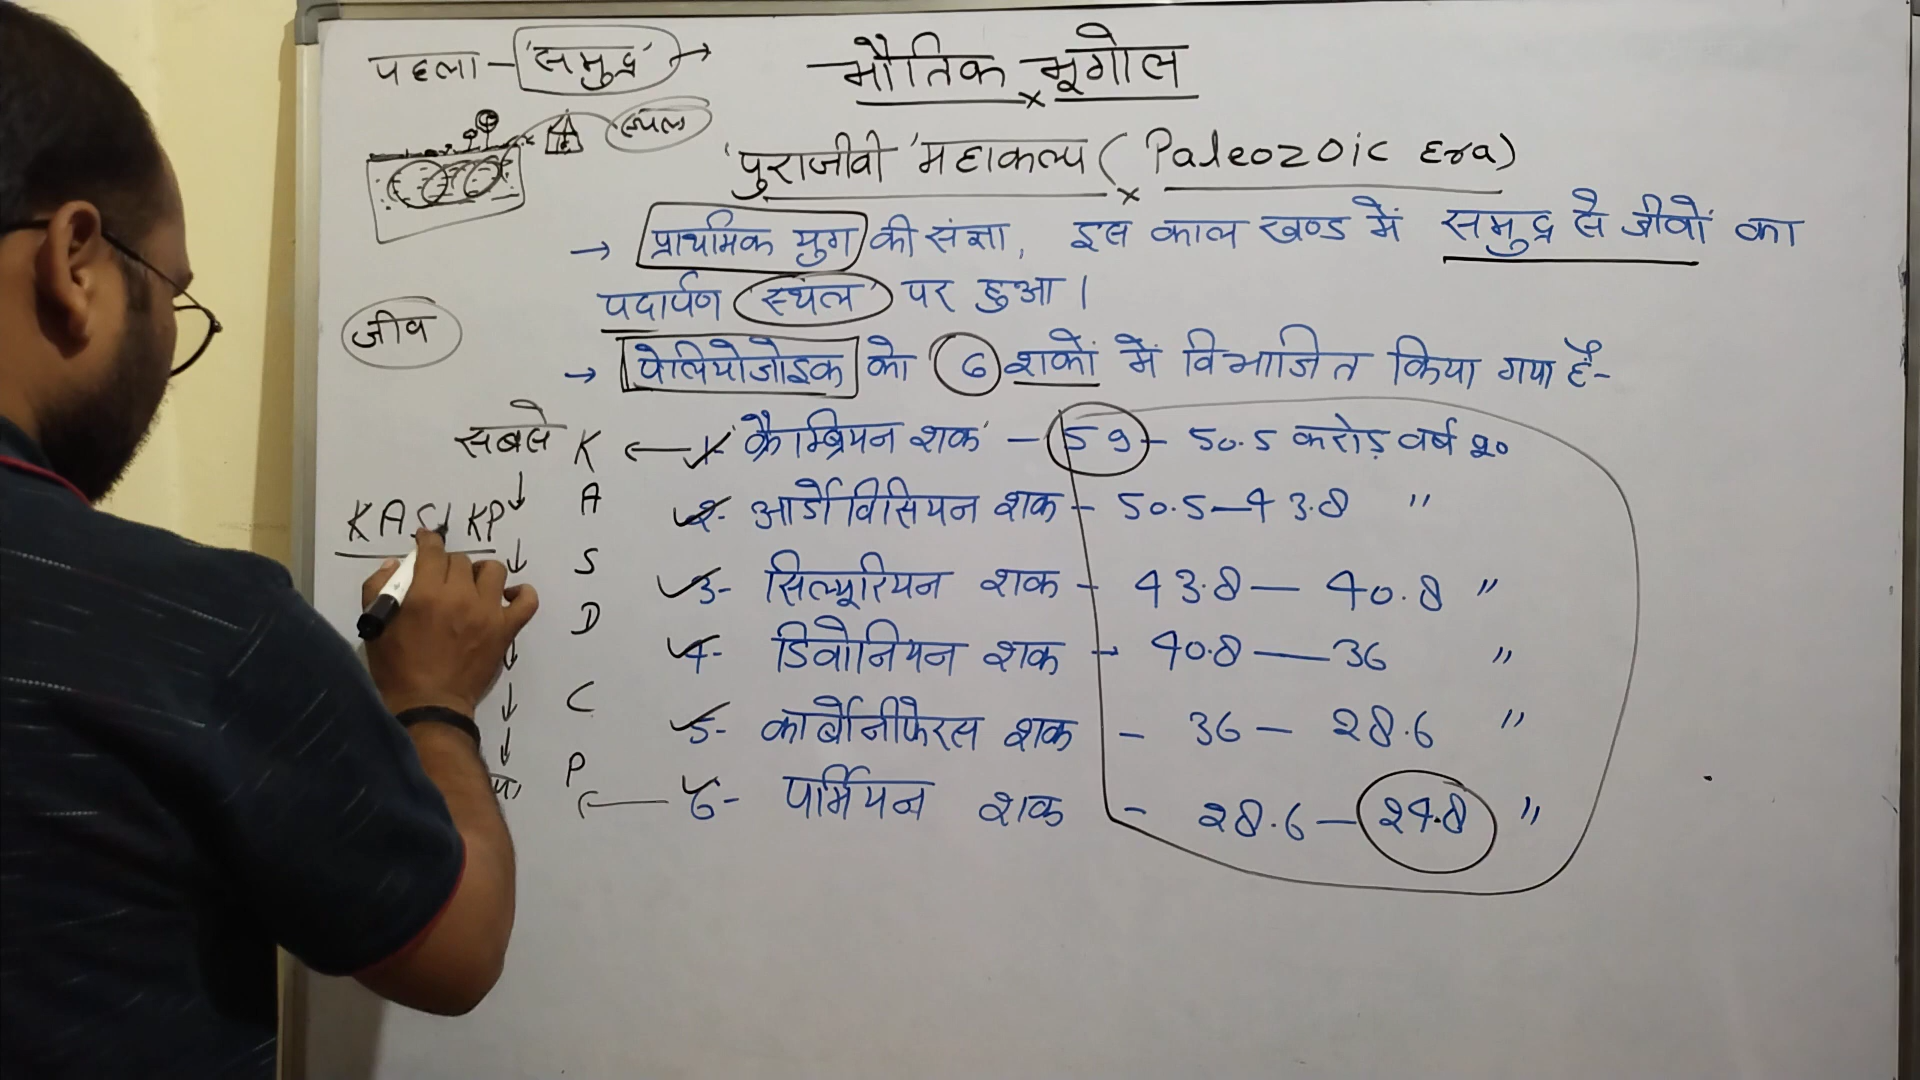 पहला - 'समुद्र' →
भौतिक भूगोल
स्थल
'पुराजीवी' महाकल्प (Paleozoic Era)
→ प्राथमिक युग की संज्ञा, इस काल खण्ड में समुद्र से जीवों का
पदार्पण स्थल पर हुआ।
जीव
→ पेलियोजोइक को 6 शकों में विभाजित किया गया है-
सबसे K ← 1- 'कैम्ब्रियन शक' - 59 - 50.5 करोड़ वर्ष पू०
A २- आर्डोविसियन शक - 50.5 - 43.8 "
KAS KP
S 3- सिल्यूरियन शक - 43.8 - 40.8 "
D 4- डिवोनियन शक - 40.8 - 36 "
C 5- कार्बोनीफेरस शक - 36 - 28.6 "
P ← 6- पर्मियन शक - 28.6 - 24.8 "